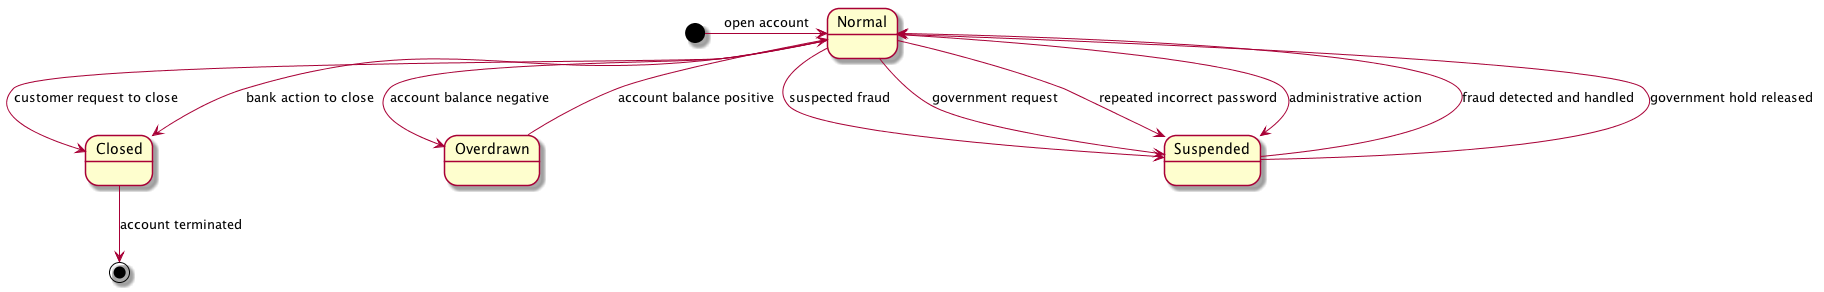 open account
Normal
customer request to close
bank action to close
account balance negative
account balance positive
suspected fraud
government request
repeated incorrect password
administrative action
fraud detected and handled
government hold released
Closed
Overdrawn
Suspended
account terminated